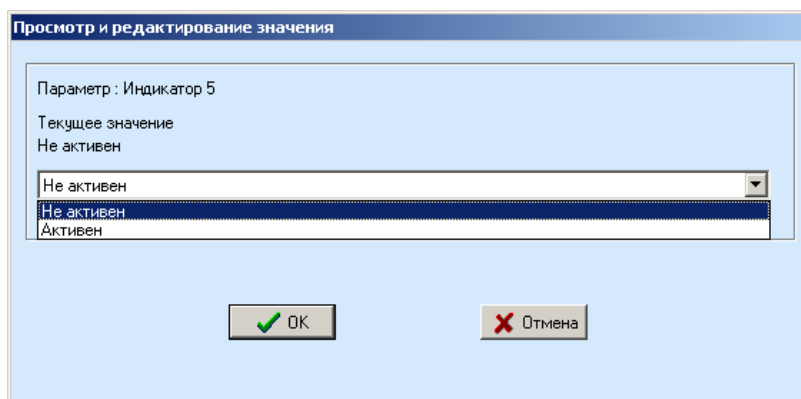 Просмотр и редактирование значения
Параметр : Индикатор 5
Текущее значение
Не активен
Не активен
Не активен
Активен
OK
Отмена